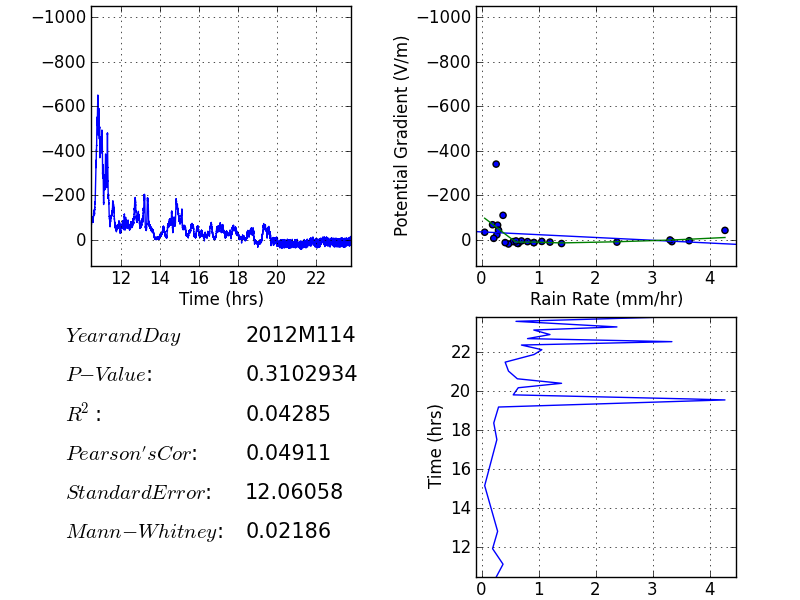 −1000
−800
−600
−400
−200
0
12 14 16 18 20 22
Time (hrs)
Potential Gradient (V/m)
−1000
−800
−600
−400
−200
0
0 1 2 3 4
Rain Rate (mm/hr)
YearandDay 2012M114
P−Value: 0.3102934
R²: 0.04285
Pearson'sCor: 0.04911
StandardError: 12.06058
Mann−Whitney: 0.02186
Time (hrs)
22
20
18
16
14
12
0 1 2 3 4